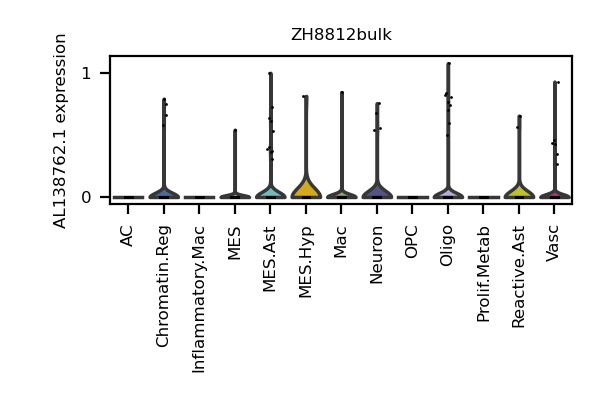 ZH8812bulk
AL138762.1 expression
1
0
AC
Chromatin.Reg
Inflammatory.Mac
MES
MES.Ast
MES.Hyp
Mac
Neuron
OPC
Oligo
Prolif.Metab
Reactive.Ast
Vasc